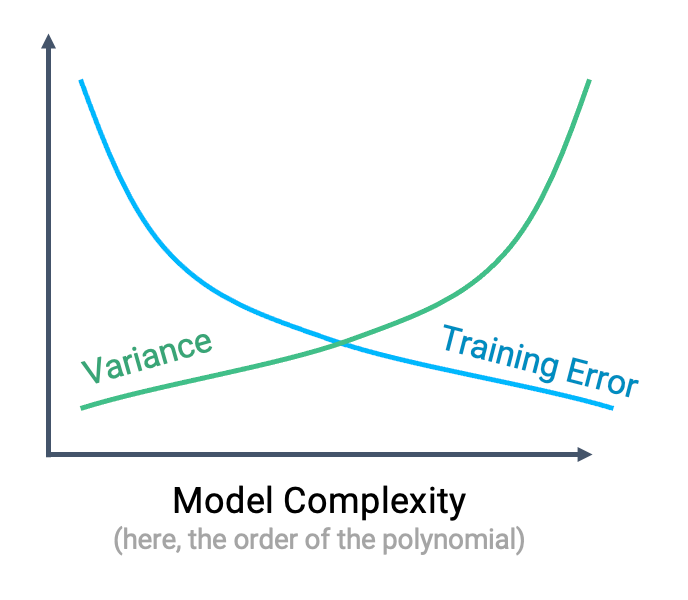 Variance
Training Error
Model Complexity
(here, the order of the polynomial)